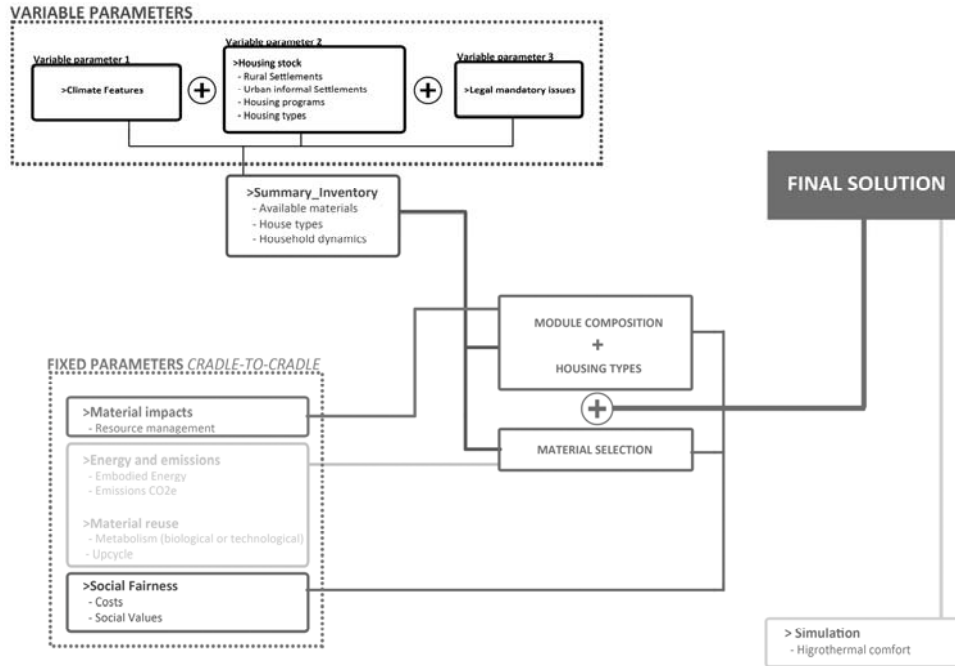 VARIABLE PARAMETERS
Variable parameter 1
>Climate Features
Variable parameter 2
>Housing stock
- Rural Settlements
- Urban informal Settlements
- Housing programs
- Housing types
Variable parameter 3
>Legal mandatory issues
>Summary_Inventory
- Available materials
- House types
- Household dynamics
FINAL SOLUTION
MODULE COMPOSITION
+
HOUSING TYPES
MATERIAL SELECTION
FIXED PARAMETERS CRADLE-TO-CRADLE
>Material impacts
- Resource management
>Energy and emissions
- Embodied Energy
- Emissions CO2e
>Material reuse
- Metabolism (biological or technological)
- Upcycle
>Social Fairness
- Costs
- Social Values
> Simulation
- Higrothermal comfort